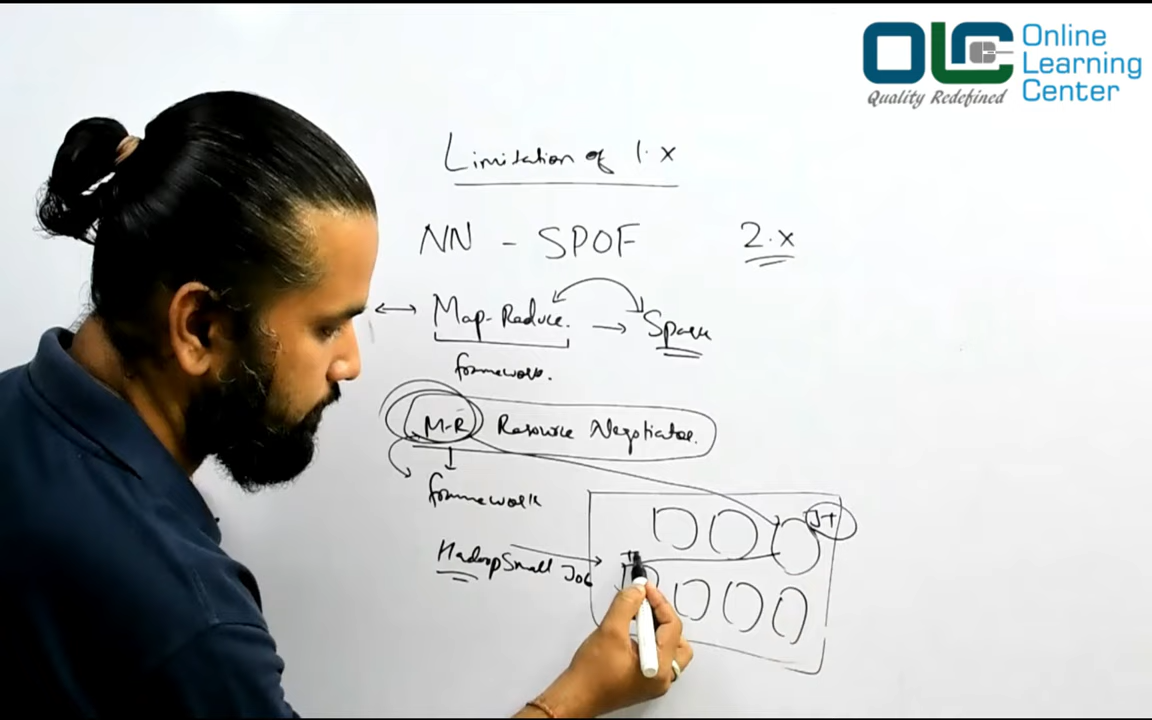 OLC Online
Learning
Center
Quality Redefined
Limitation of 1.x
NN - SPOF 2.x
Map-Reduce. Spark
framework.
M-R Resource Negotiator.
framework
J-T
Hadoop Small Job